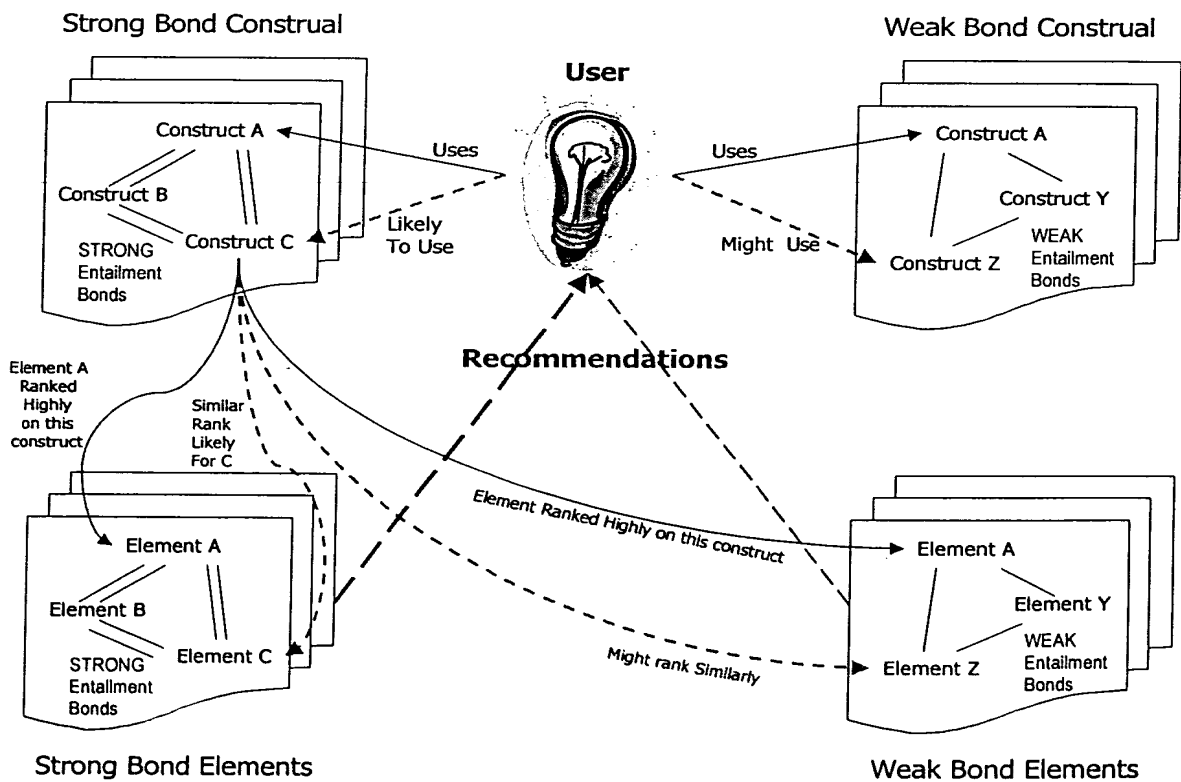 Strong Bond Construal
Weak Bond Construal
User
Construct A
Construct B
Construct C
STRONG
Entailment
Bonds
Uses
Likely
To Use
Uses
Might Use
Construct A
Construct Y
Construct Z
WEAK
Entailment
Bonds
Recommendations
Element A
Ranked
Highly
on this
construct
Similar
Rank
Likely
For C
Element Ranked Highly on this construct
Might rank Similarly
Element A
Element B
Element C
STRONG
Entailment
Bonds
Element A
Element Y
Element Z
WEAK
Entailment
Bonds
Strong Bond Elements
Weak Bond Elements